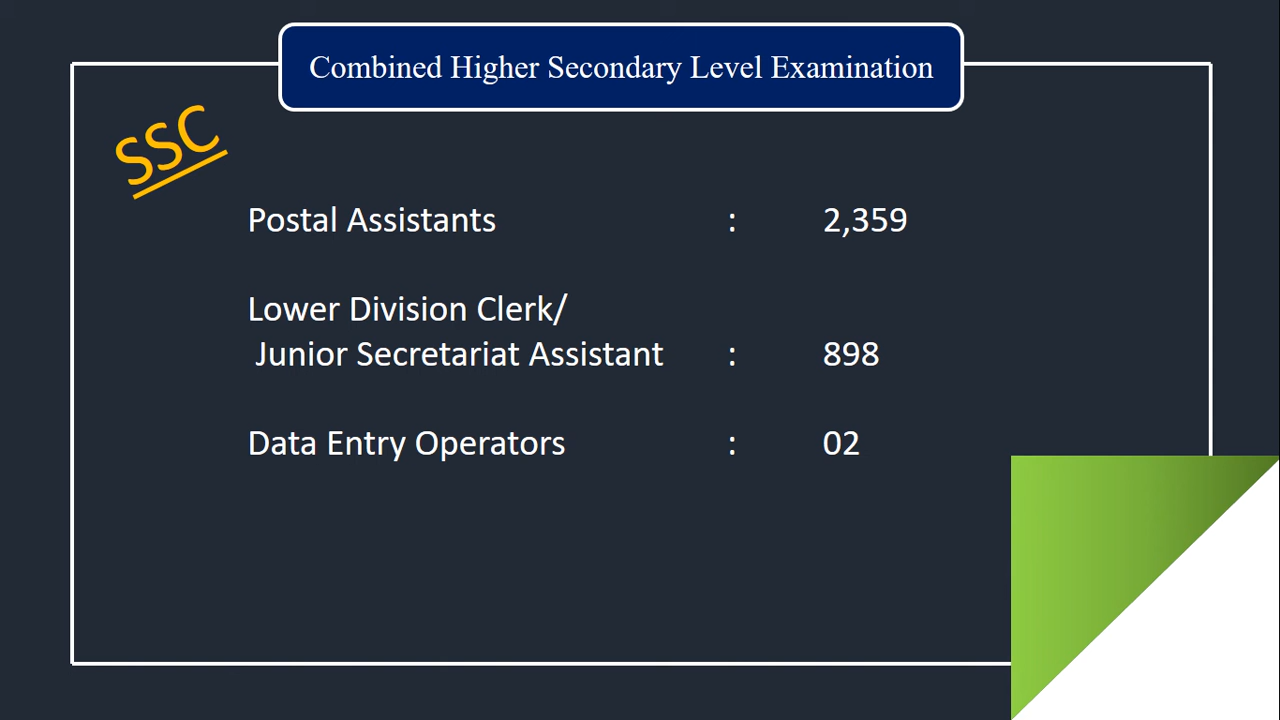 Combined Higher Secondary Level Examination
SSC
Postal Assistants : 2,359
Lower Division Clerk/
Junior Secretariat Assistant : 898
Data Entry Operators : 02